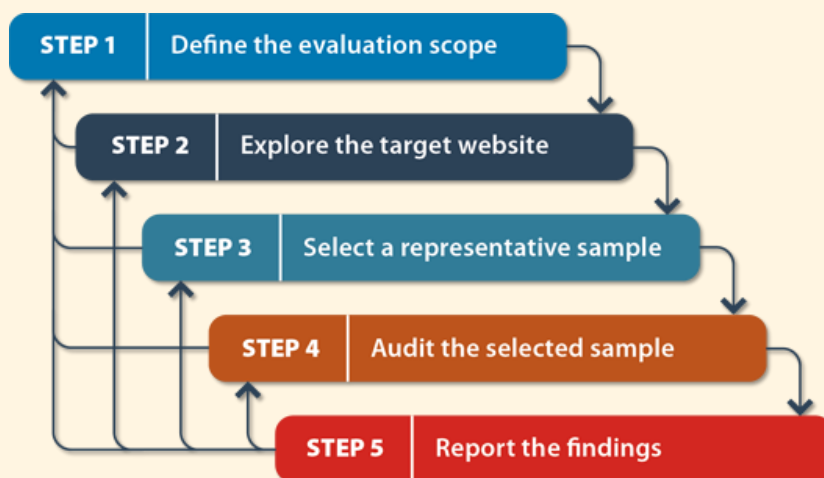 STEP 1 Define the evaluation scope
STEP 2 Explore the target website
STEP 3 Select a representative sample
STEP 4 Audit the selected sample
STEP 5 Report the findings